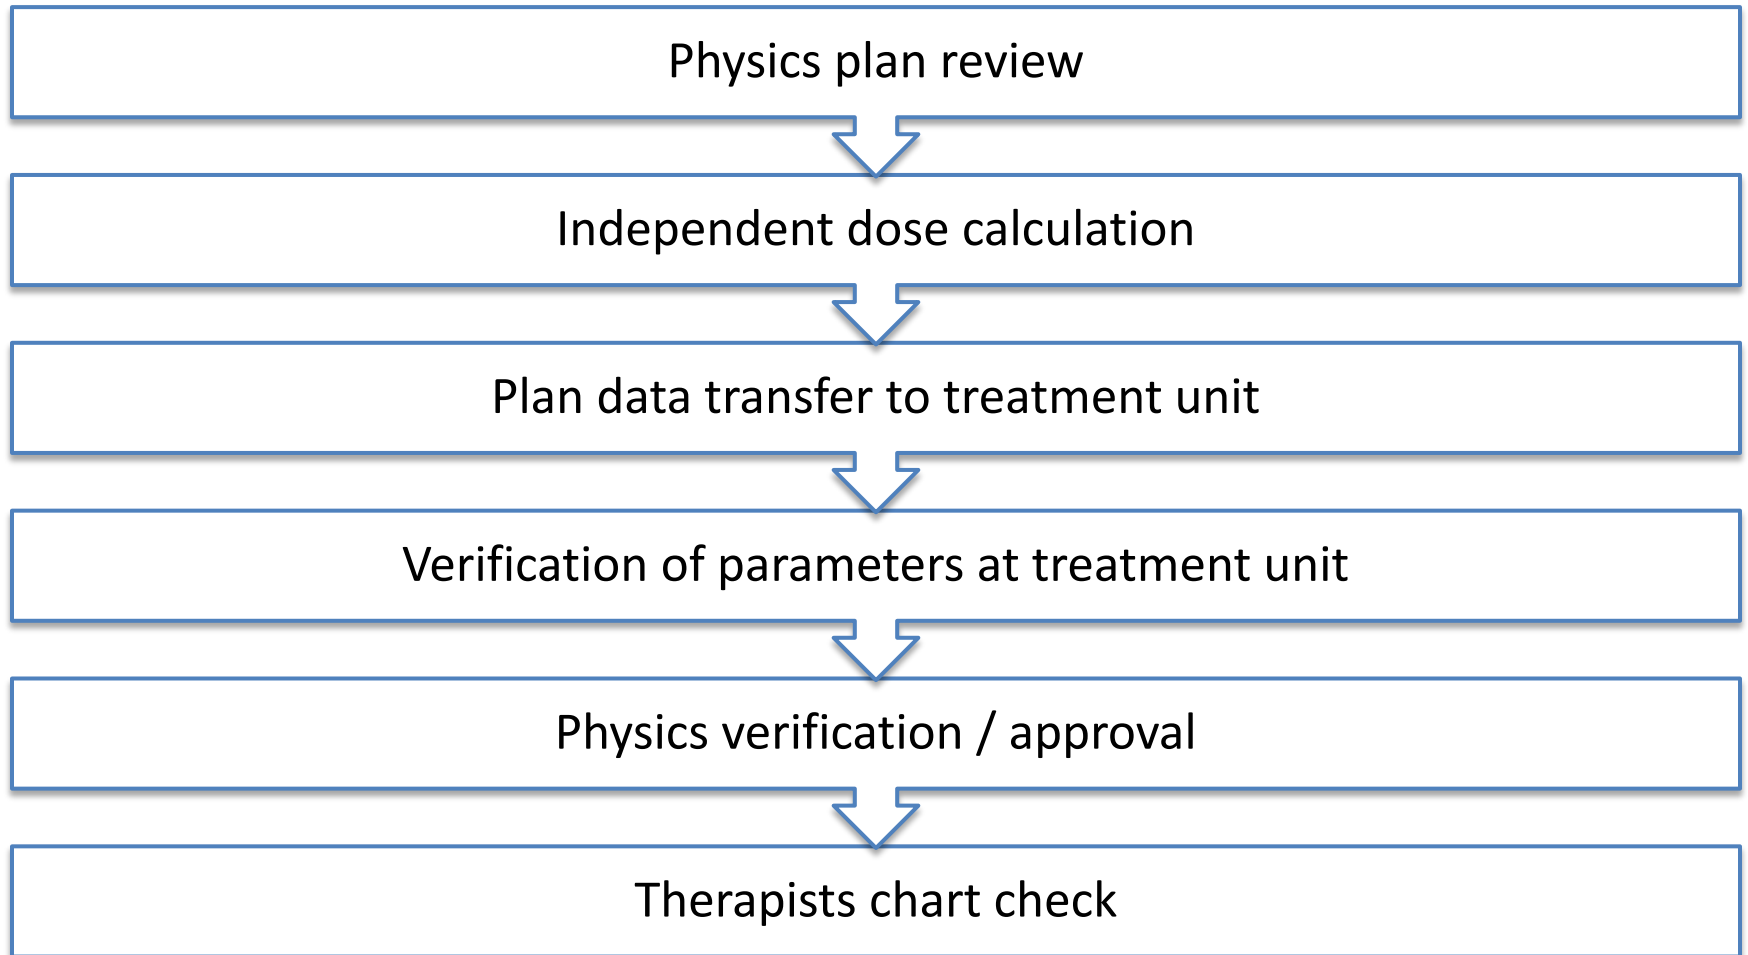 Physics plan review
Independent dose calculation
Plan data transfer to treatment unit
Verification of parameters at treatment unit
Physics verification / approval
Therapists chart check